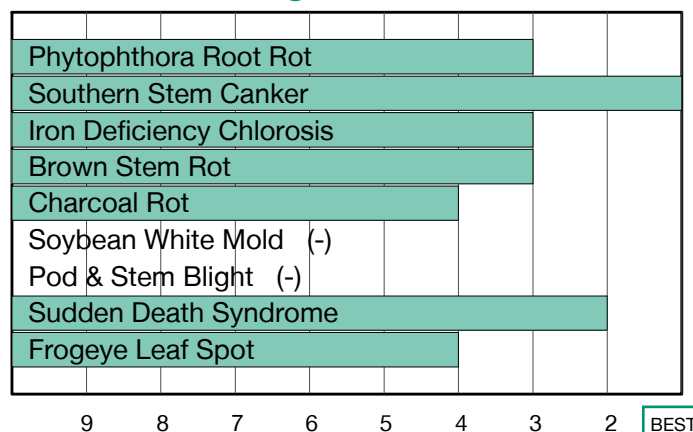 Phytophthora Root Rot
Southern Stem Canker
Iron Deficiency Chlorosis
Brown Stem Rot
Charcoal Rot
Soybean White Mold (-)
Pod & Stem Blight (-)
Sudden Death Syndrome
Frogeye Leaf Spot
9 8 7 6 5 4 3 2 BEST